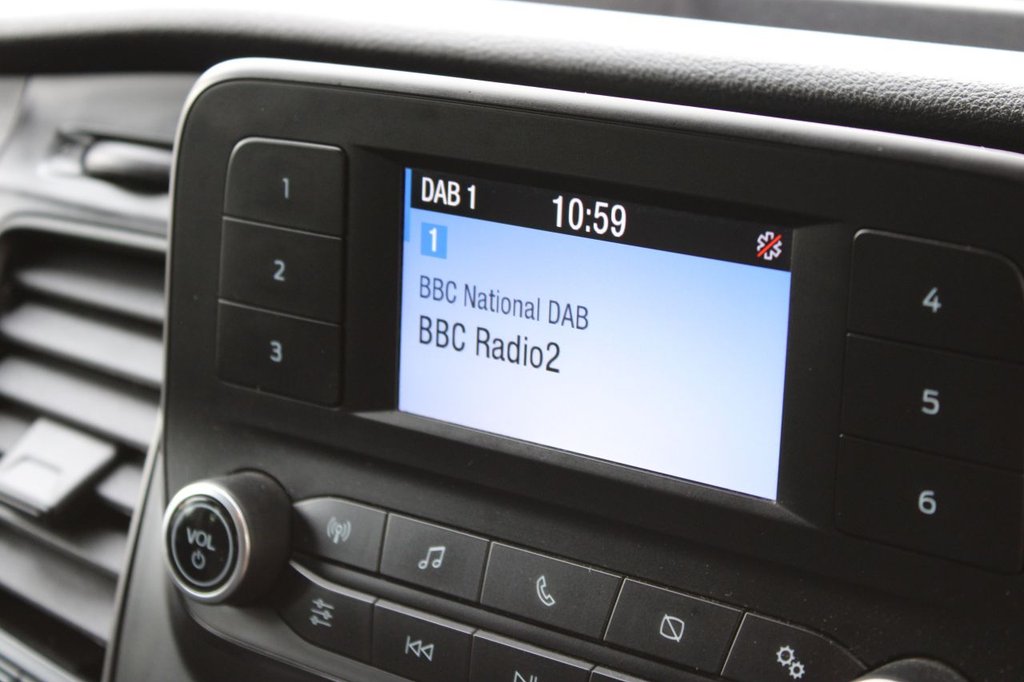 DAB 1
10:59
1
BBC National DAB
BBC Radio2
1
2
3
4
5
6
VOL